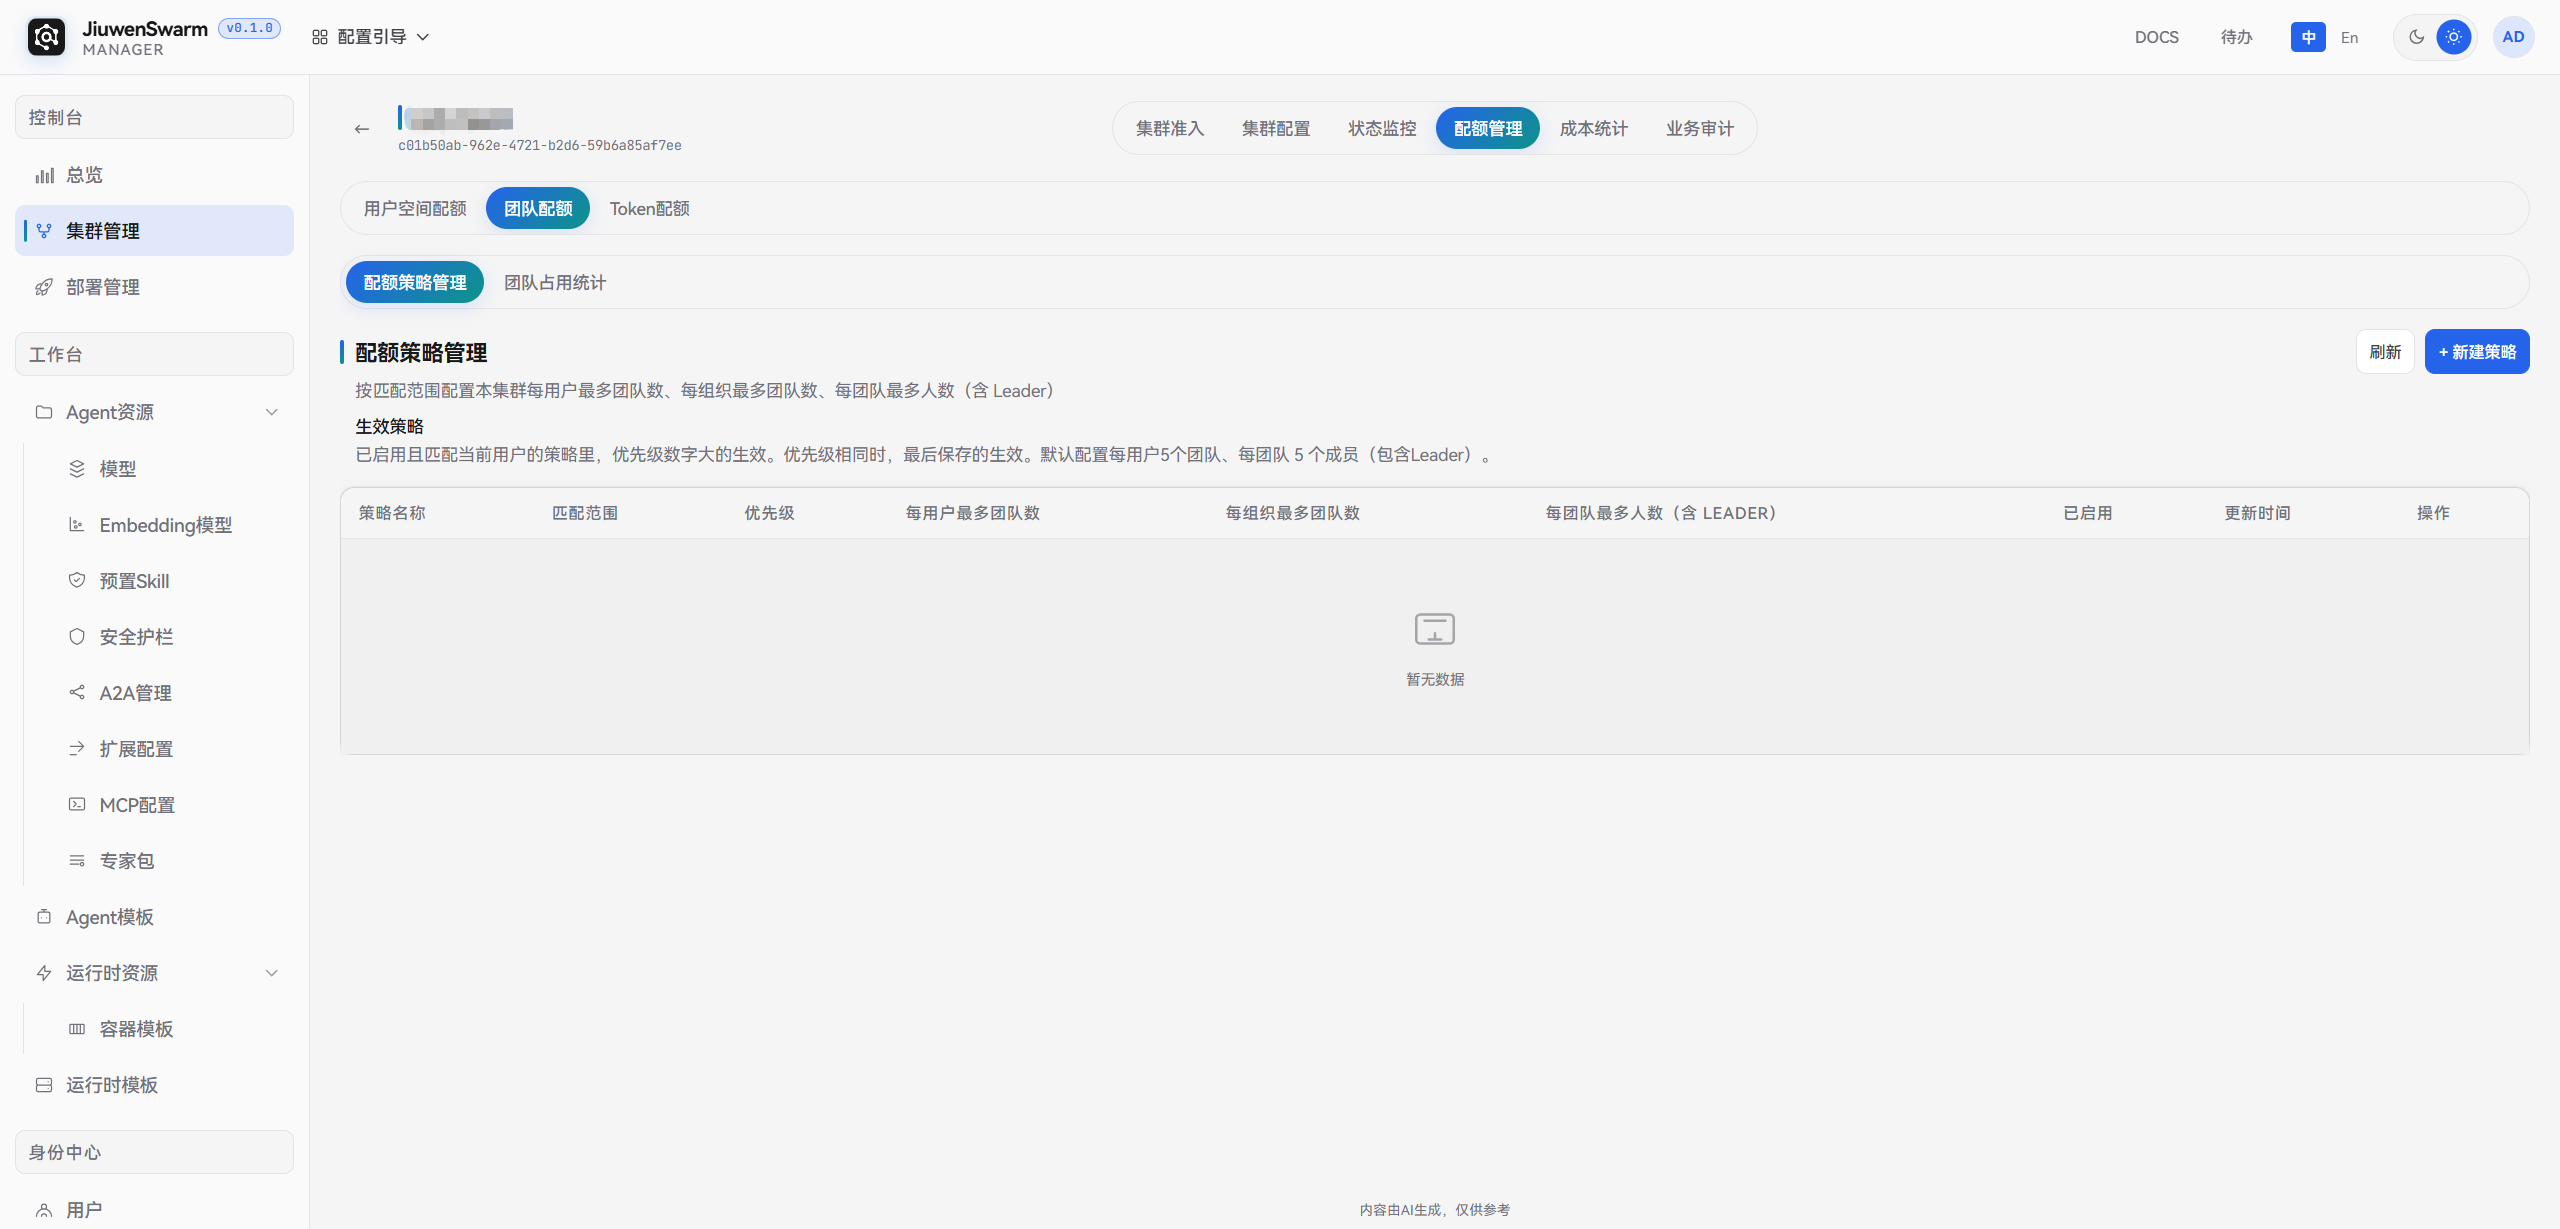 JiuwenSwarm v0.1.0
MANAGER
配置引导
DOCS 待办 中 En AD
控制台
总览
集群管理
部署管理
工作台
Agent资源
模型
Embedding模型
预置Skill
安全护栏
A2A管理
扩展配置
MCP配置
专家包
Agent模板
运行时资源
容器模板
运行时模板
身份中心
用户
c01b50ab-962e-4721-b2d6-59b6a85af7ee
集群准入 集群配置 状态监控 配额管理 成本统计 业务审计
用户空间配额 团队配额 Token配额
配额策略管理 团队占用统计
配额策略管理
刷新 + 新建策略
按匹配范围配置本集群每用户最多团队数、每组织最多团队数、每团队最多人数（含 Leader）
生效策略
已启用且匹配当前用户的策略里，优先级数字大的生效。优先级相同时，最后保存的生效。默认配置每用户5个团队、每团队 5 个成员（包含Leader）。
策略名称 匹配范围 优先级 每用户最多团队数 每组织最多团队数 每团队最多人数（含 LEADER） 已启用 更新时间 操作
暂无数据
内容由AI生成，仅供参考